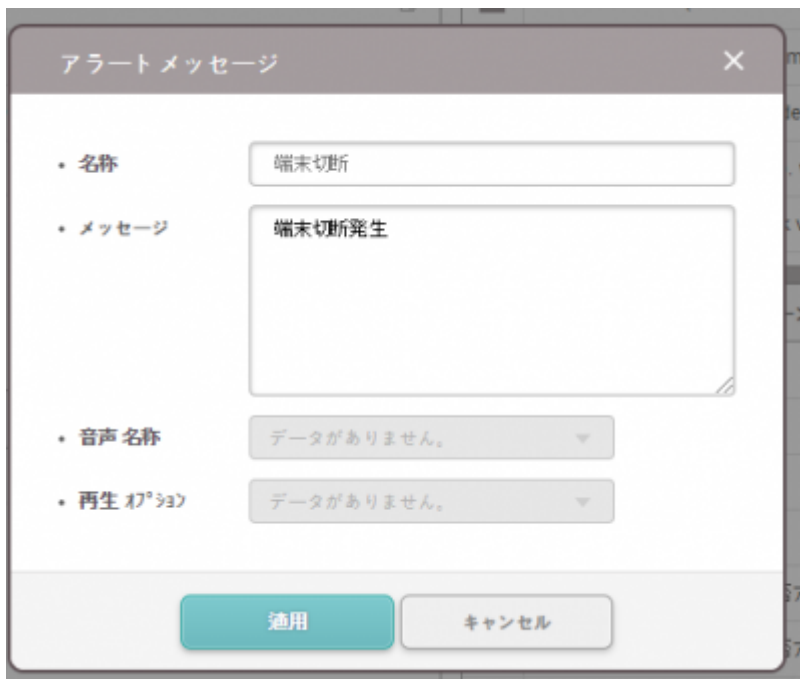 アラート メッセージ
・ 名称
端末切断
・ メッセージ
端末切断発生
・ 音声 名称
データがありません。
・ 再生 ｵﾌﾟｼｮﾝ
データがありません。
適用
キャンセル